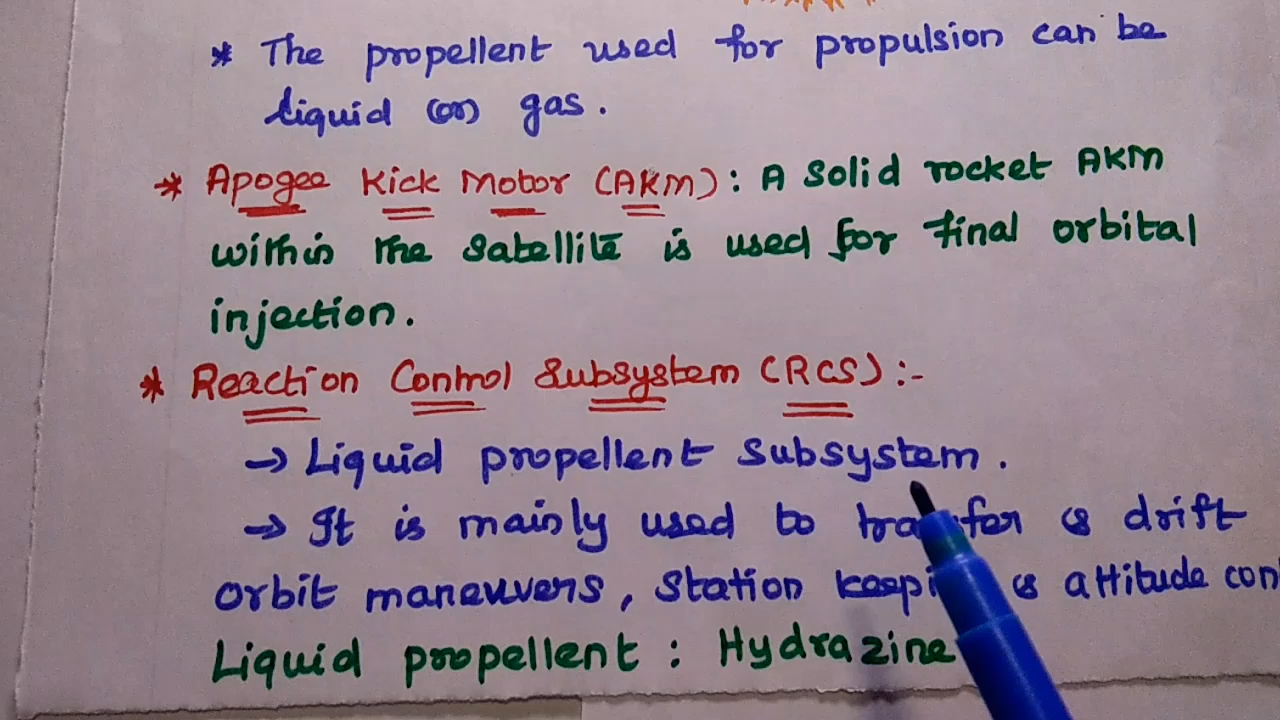 * The propellent used for propulsion can be
liquid (or) gas.
* Apogee Kick Motor (AKM) : A Solid rocket AKM
within the satellite is used for final orbital
injection.
* Reaction Control Subsystem (RCS) :-
→ Liquid propellent subsystem.
→ It is mainly used to & drift
orbit maneuvers, station & attitude
Liquid propellent : Hydrazine